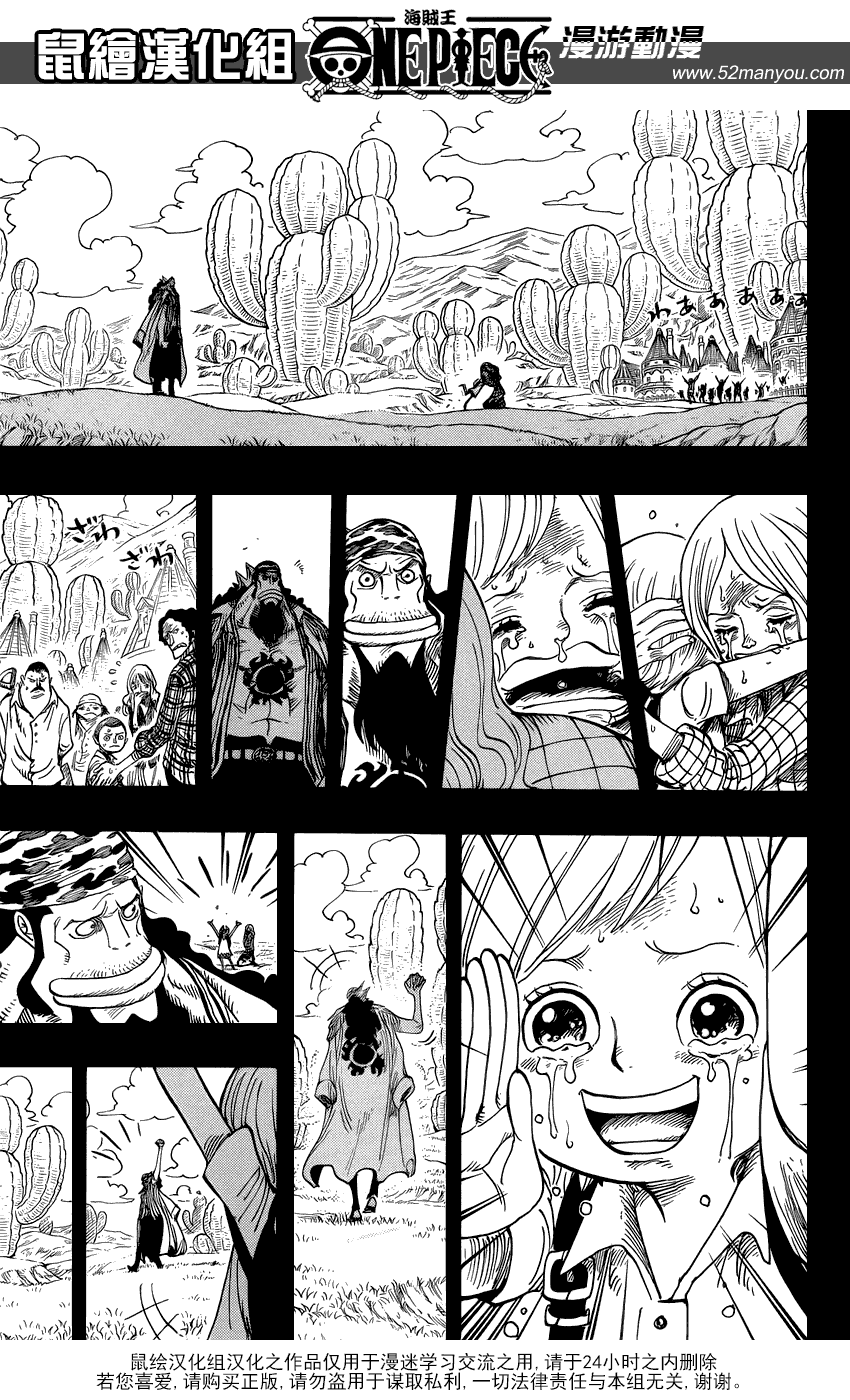 鼠繪漢化組
海賊王
ONE PIECE
漫游動漫
www.52manyou.com
わあぁあぁあ
ざわ
ざわ
鼠绘汉化组汉化之作品仅用于漫迷学习交流之用, 请于24小时之内删除
若您喜爱, 请购买正版, 请勿盗用于谋取私利, 一切法律责任与本组无关, 谢谢。